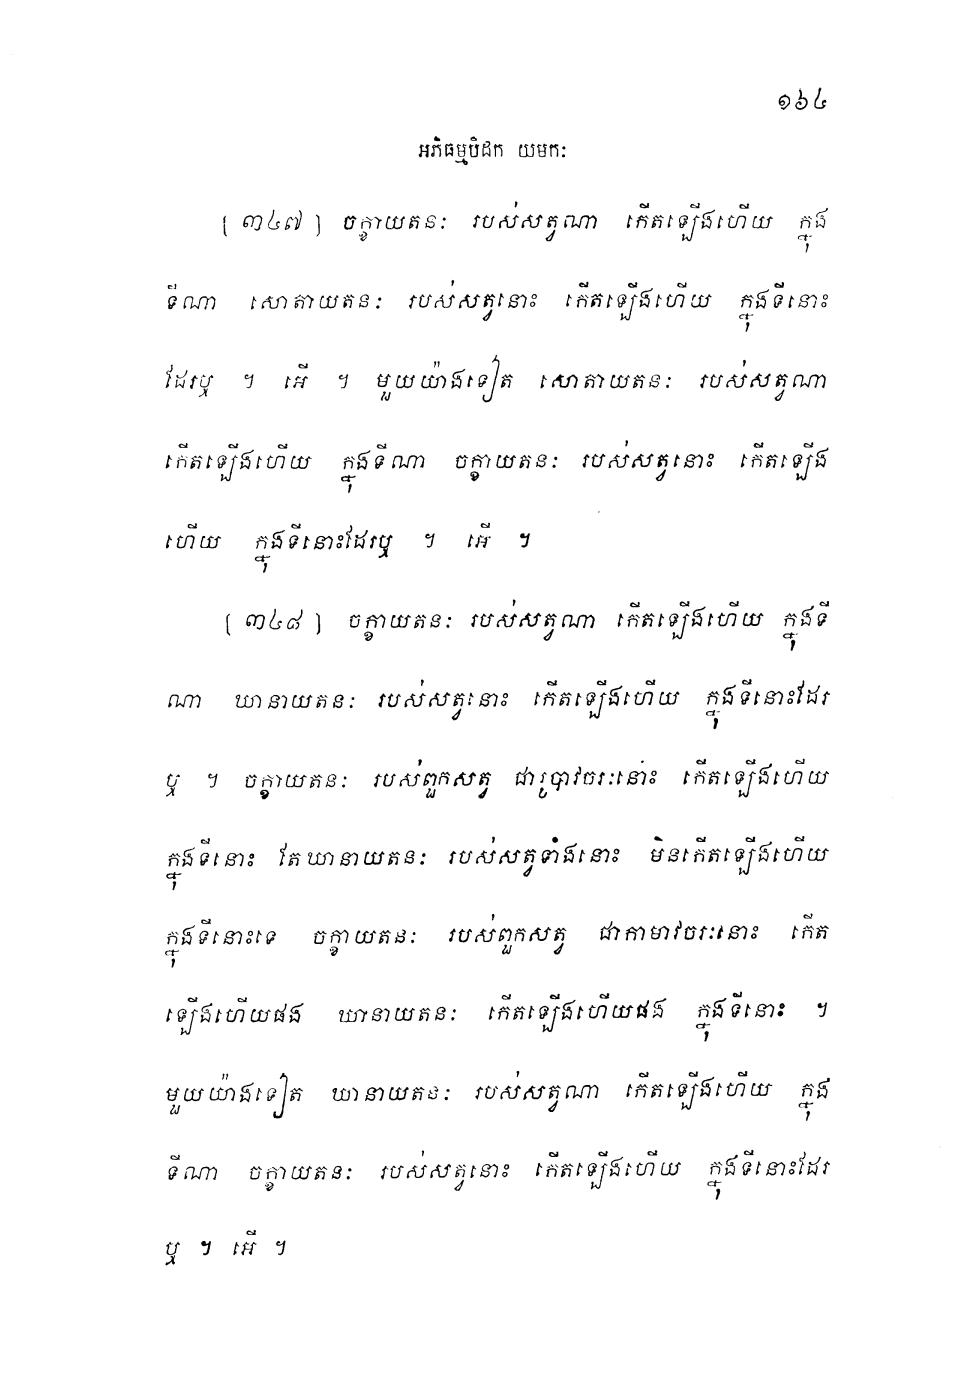 ១៦៤
អភិធម្មបិដក យមកៈ
[ ៣៤៧ ] ចក្ខាយតនៈ របស់សត្វណា កើតឡើងហើយ ក្នុង
ទីណា សោតាយតនៈ របស់សត្វនោះ កើតឡើងហើយ ក្នុងទីនោះ
ដែរឬ ។ អើ ។ មួយយ៉ាងទៀត សោតាយតនៈ របស់សត្វណា
កើតឡើងហើយ ក្នុងទីណា ចក្ខាយតនៈ របស់សត្វនោះ កើតឡើង
ហើយ ក្នុងទីនោះដែរឬ ។ អើ ។
[ ៣៤៨ ] ចក្ខាយតនៈ របស់សត្វណា កើតឡើងហើយ ក្នុងទី
ណា ឃានាយតនៈ របស់សត្វនោះ កើតឡើងហើយ ក្នុងទីនោះដែរ
ឬ ។ ចក្ខាយតនៈ របស់ពួកសត្វ ជារូបាវចរៈនោះ កើតឡើងហើយ
ក្នុងទីនោះ តែឃានាយតនៈ របស់សត្វទាំងនោះ មិនកើតឡើងហើយ
ក្នុងទីនោះទេ ចក្ខាយតនៈ របស់ពួកសត្វ ជាកាមាវចរៈនោះ កើត
ឡើងហើយផង ឃានាយតនៈ កើតឡើងហើយផង ក្នុងទីនោះ ។
មួយយ៉ាងទៀត ឃានាយតនៈ របស់សត្វណា កើតឡើងហើយ ក្នុង
ទីណា ចក្ខាយតនៈ របស់សត្វនោះ កើតឡើងហើយ ក្នុងទីនោះដែរ
ឬ ។ អើ ។